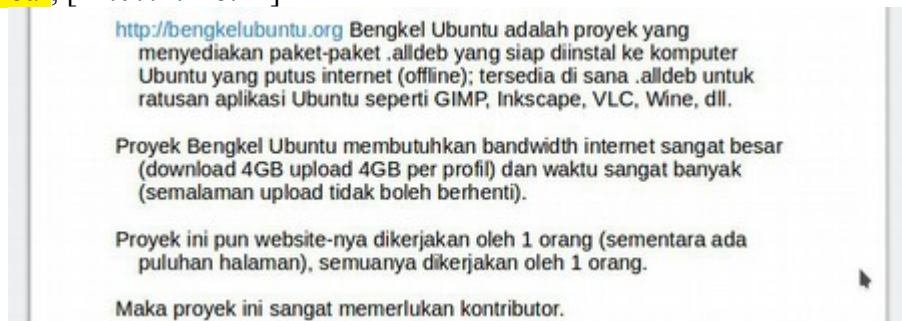 http://bengkelubuntu.org Bengkel Ubuntu adalah proyek yang
menyediakan paket-paket .alldeb yang siap diinstal ke komputer
Ubuntu yang putus internet (offline); tersedia di sana .alldeb untuk
ratusan aplikasi Ubuntu seperti GIMP, Inkscape, VLC, Wine, dll.
Proyek Bengkel Ubuntu membutuhkan bandwidth internet sangat besar
(download 4GB upload 4GB per profil) dan waktu sangat banyak
(semalaman upload tidak boleh berhenti).
Proyek ini pun website-nya dikerjakan oleh 1 orang (sementara ada
puluhan halaman), semuanya dikerjakan oleh 1 orang.
Maka proyek ini sangat memerlukan kontributor.